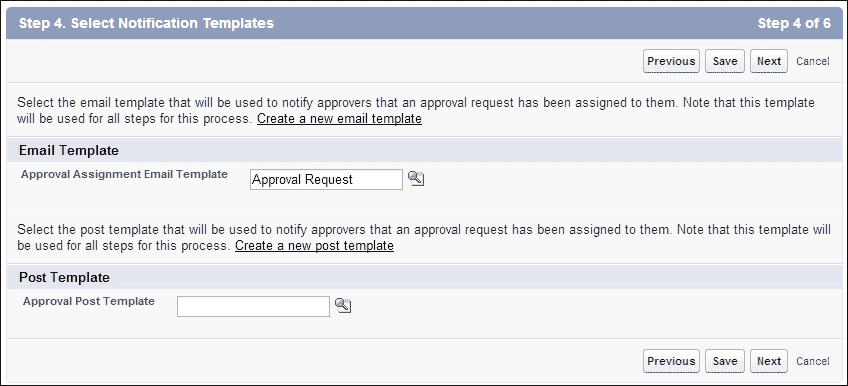 Step 4. Select Notification Templates Step 4 of 6
Previous Save Next Cancel
Select the email template that will be used to notify approvers that an approval request has been assigned to them. Note that this template
will be used for all steps for this process. Create a new email template
Email Template
Approval Assignment Email Template Approval Request
Select the post template that will be used to notify approvers that an approval request has been assigned to them. Note that this template will
be used for all steps for this process. Create a new post template
Post Template
Approval Post Template
Previous Save Next Cancel